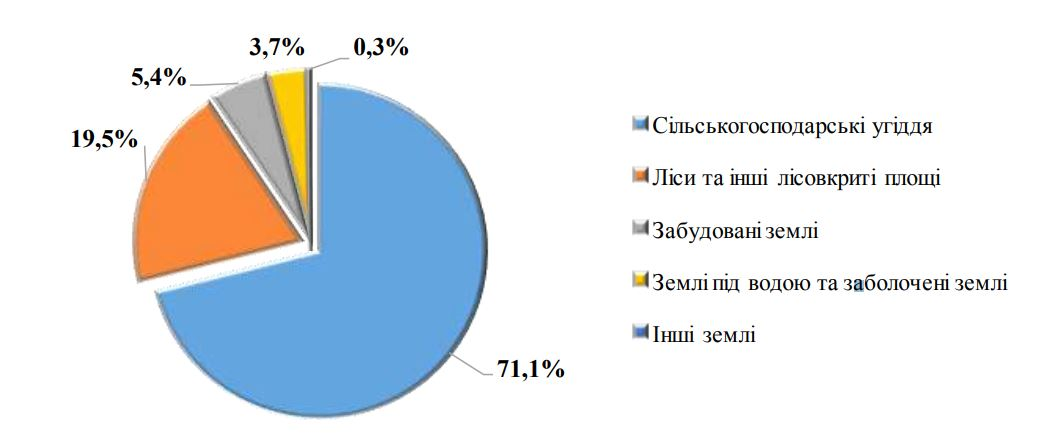 3,7%
0,3%
5,4%
19,5%
71,1%
Сільськогосподарські угіддя
Ліси та інші лісовкриті площі
Забудовані землі
Землі під водою та заболочені землі
Інші землі